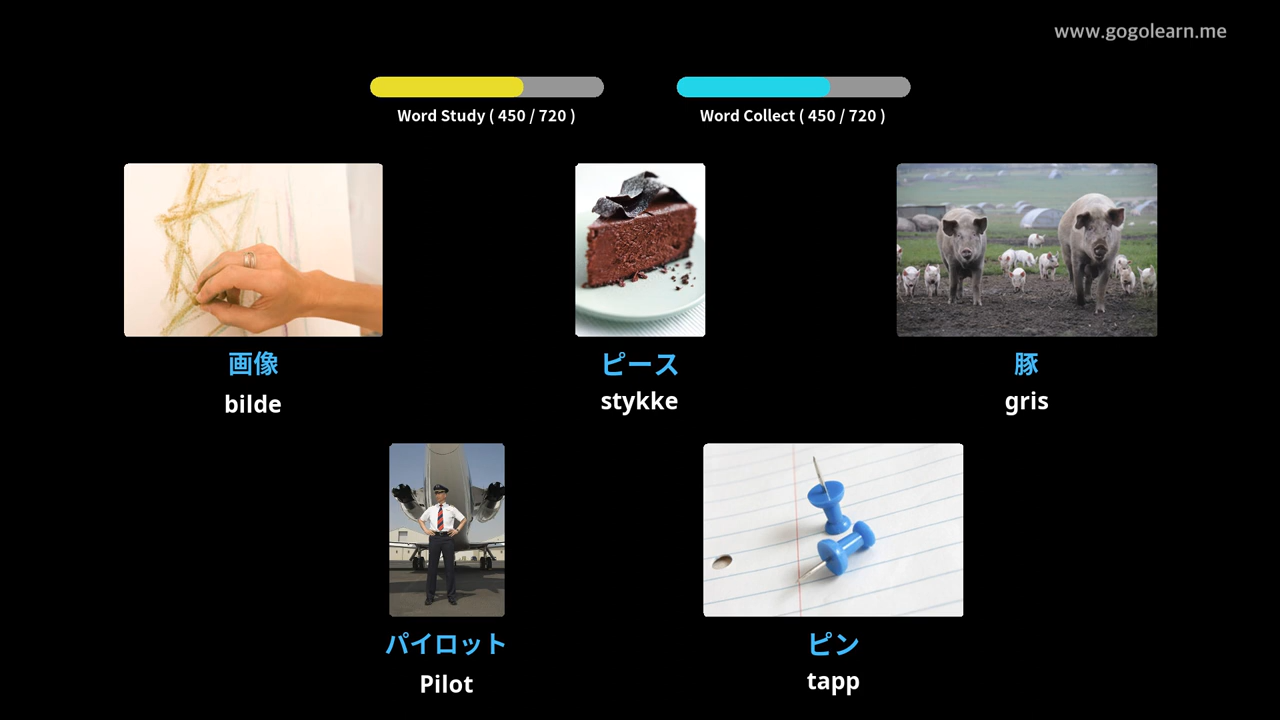 www.gogolearn.me
Word Study ( 450 / 720 )
Word Collect ( 450 / 720 )
画像
bilde
ピース
stykke
豚
gris
パイロット
Pilot
ピン
tapp